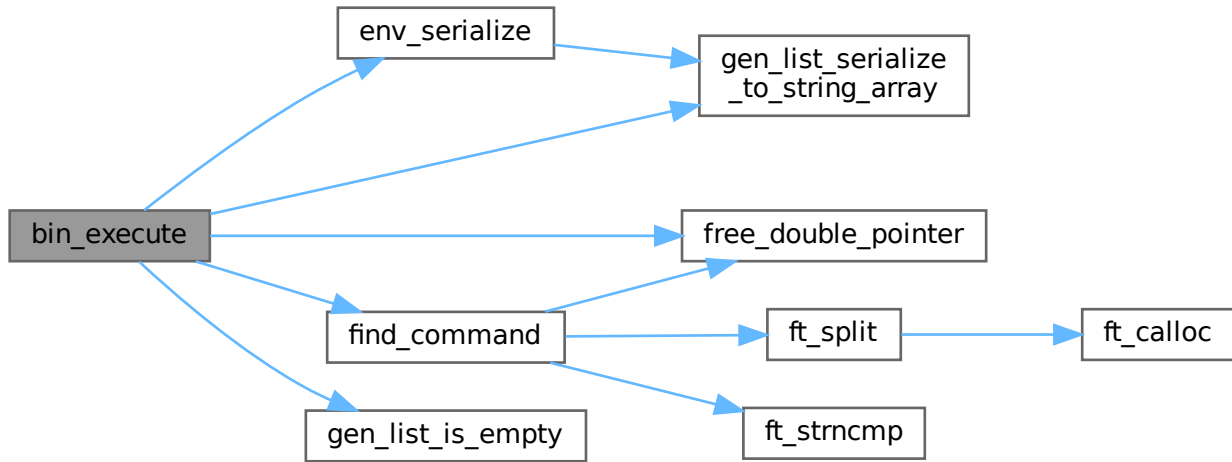 env_serialize
gen_list_serialize
_to_string_array
bin_execute
free_double_pointer
find_command
ft_split
ft_calloc
gen_list_is_empty
ft_strncmp